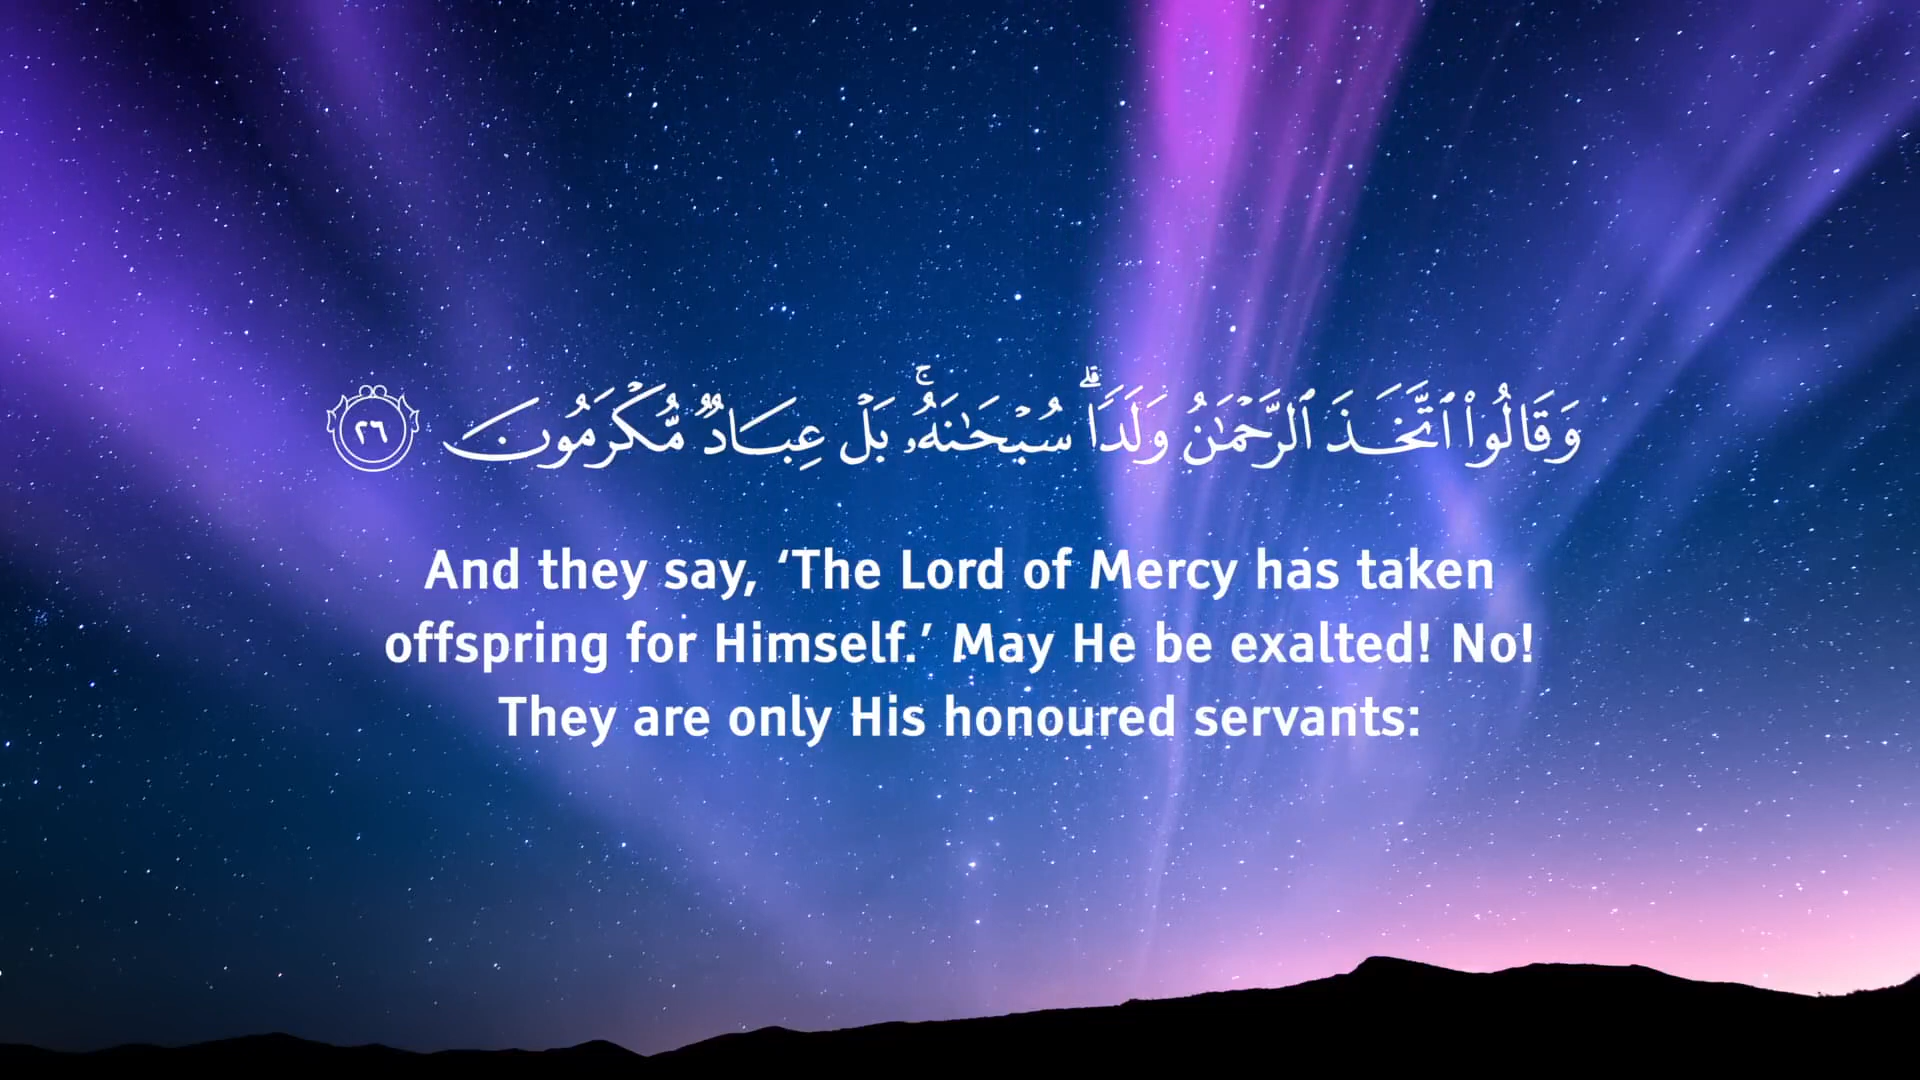 وَقَالُوا۟ ٱتَّخَذَ ٱلرَّحْمَـٰنُ وَلَدًا ۗ سُبْحَـٰنَهُۥ ۚ بَلْ عِبَادٌ مُّكْرَمُونَ ٢٦
And they say, ‘The Lord of Mercy has taken
offspring for Himself.’ May He be exalted! No!
They are only His honoured servants: